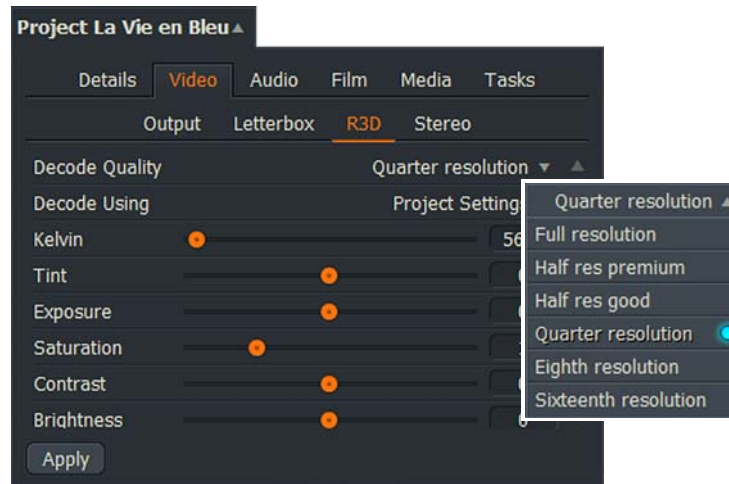 Project La Vie en Bleu
Details Video Audio Film Media Tasks
Output Letterbox R3D Stereo
Decode Quality Quarter resolution
Decode Using Project Setting
Kelvin 56
Tint
Exposure
Saturation
Contrast
Brightness
Apply
Quarter resolution
Full resolution
Half res premium
Half res good
Quarter resolution
Eighth resolution
Sixteenth resolution